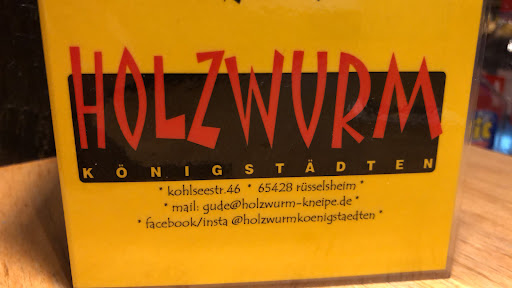 HOLZWURM
KÖNIGSTÄDTEN
* kohlseestr.46 * 65428 rüsselsheim *
* mail: gude@holzwurm-kneipe.de *
* facebook/insta @holzwurmkoenigstaedten *